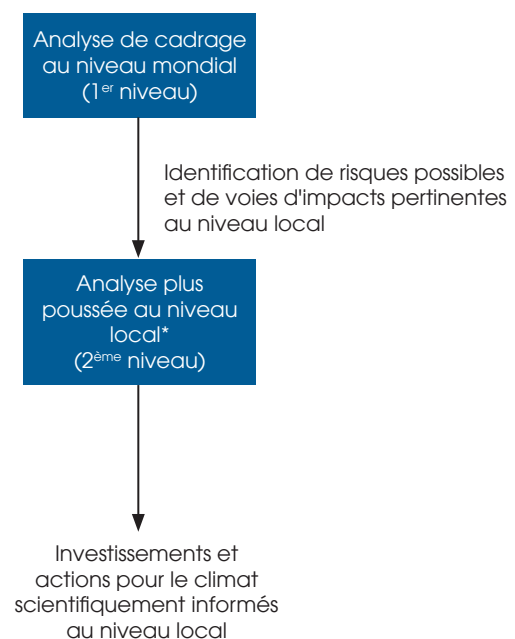 Analyse de cadrage
au niveau mondial
(1er niveau)
Identification de risques possibles
et de voies d'impacts pertinentes
au niveau local
Analyse plus
poussée au niveau
local*
(2ème niveau)
Investissements et
actions pour le climat
scientifiquement informés
au niveau local